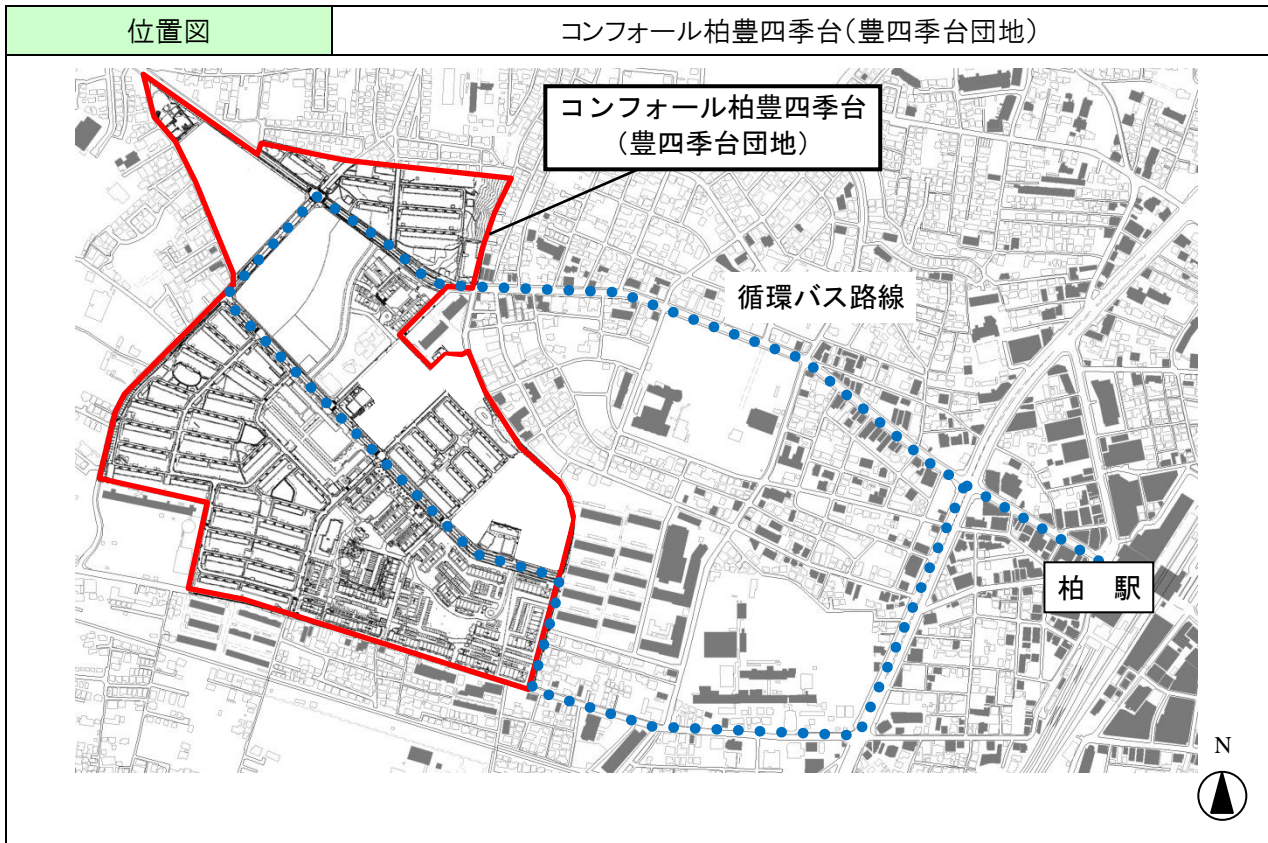 位置図
コンフォール柏豊四季台(豊四季台団地)
コンフォール柏豊四季台
(豊四季台団地)
循環バス路線
柏　駅
N